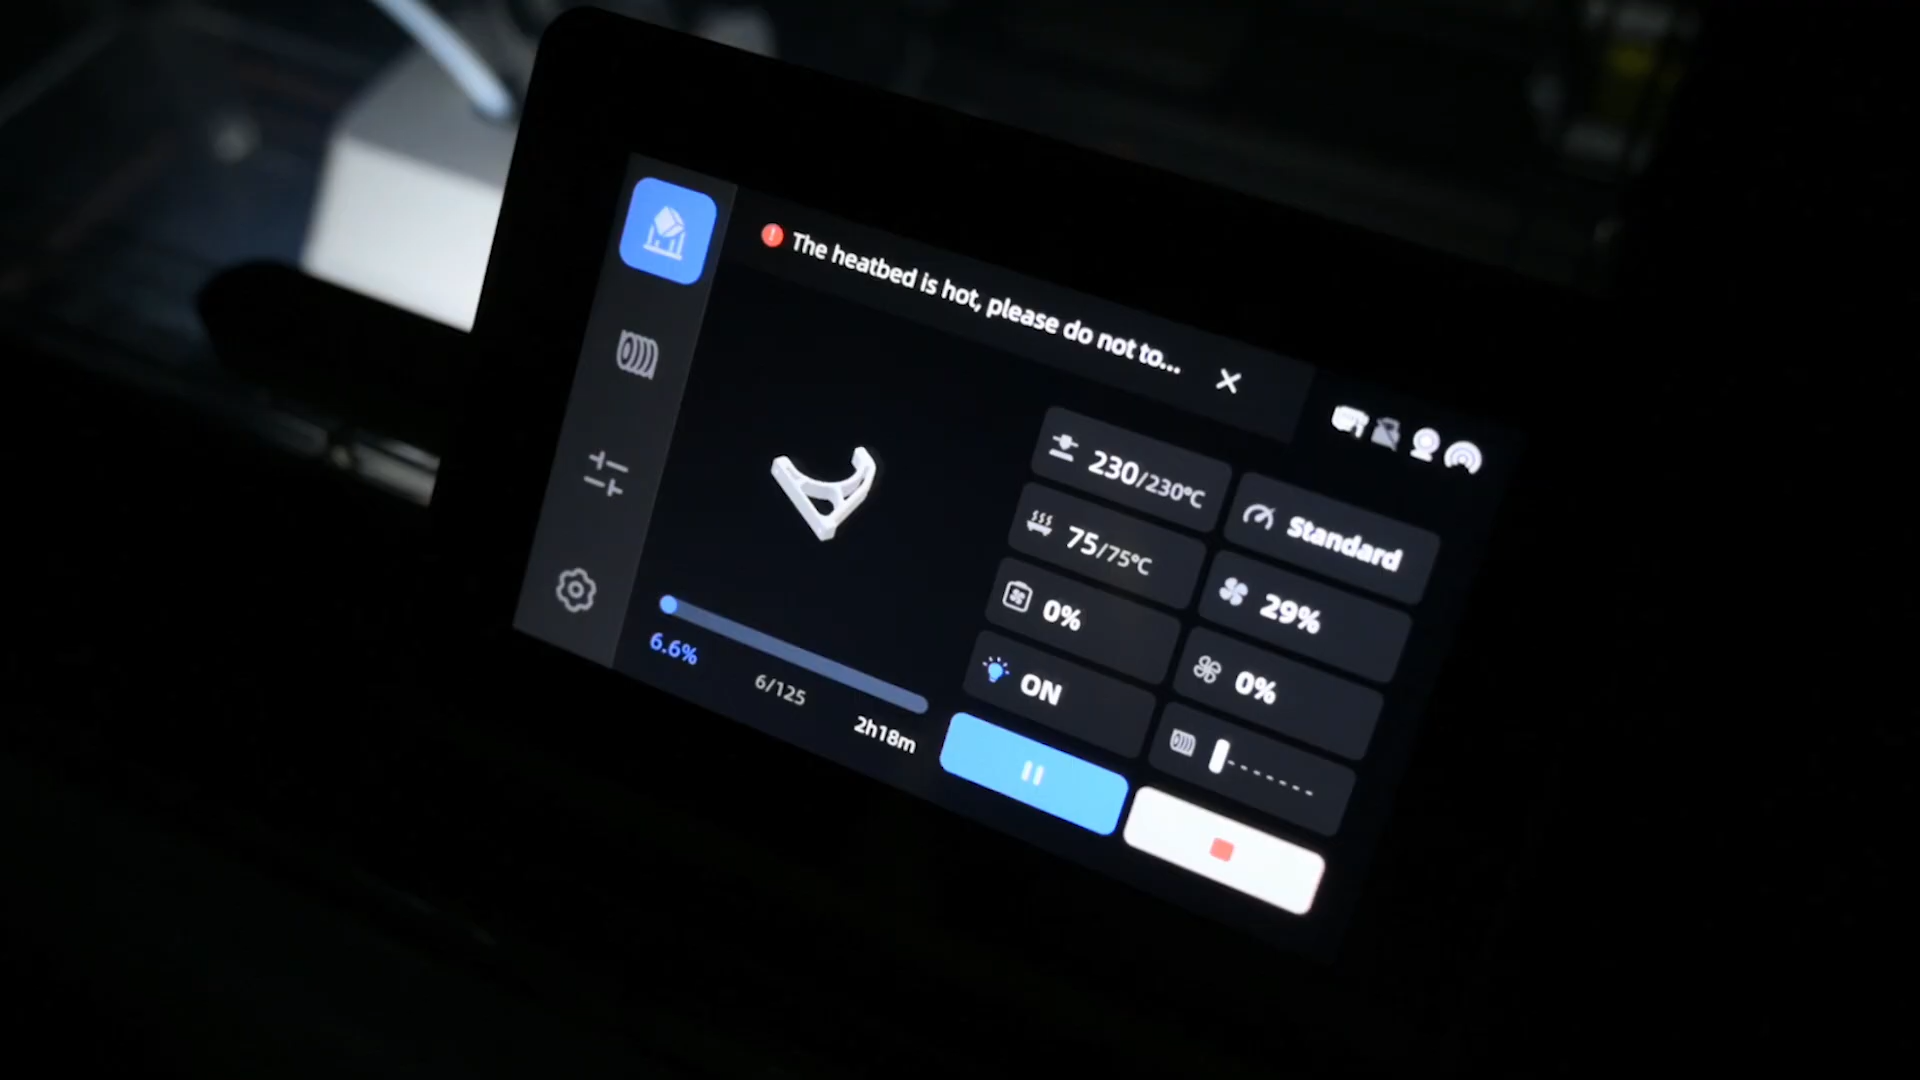 The heatbed is hot, please do not to...
230/230°C
Standard
75/75°C
29%
0%
0%
ON
6.6%
6/125
2h18m